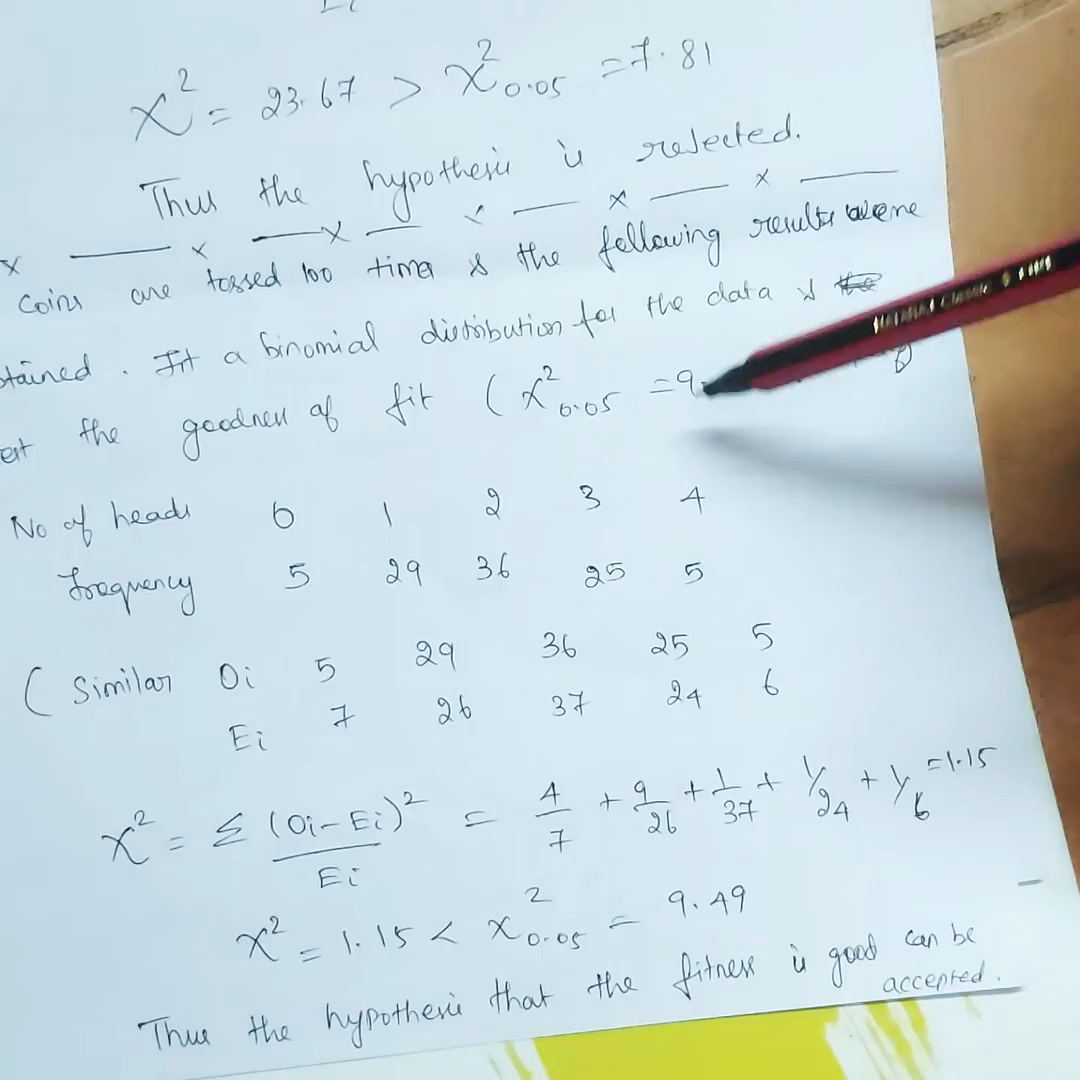 χ² = 23.67 > χ²0.05 = 7.81
Thus the hypothesis is rejected.
x —— x —— x —— x —— x —— x ——
coins are tossed 100 times & the following results were
tained. Fit a binomial distribution for the data & the
est the goodness of fit (χ²0.05 = 9.
No of heads 0 1 2 3 4
Frequency 5 29 36 25 5
(Similar Oi 5 29 36 25 5
Ei 7 26 37 24 6
χ² = Σ (Oi - Ei)² / Ei = 4/7 + 9/26 + 1/37 + 1/24 + 1/6 = 1.15
χ² = 1.15 < χ²0.05 = 9.49
Thus the hypothesis that the fitness is good can be
accepted.